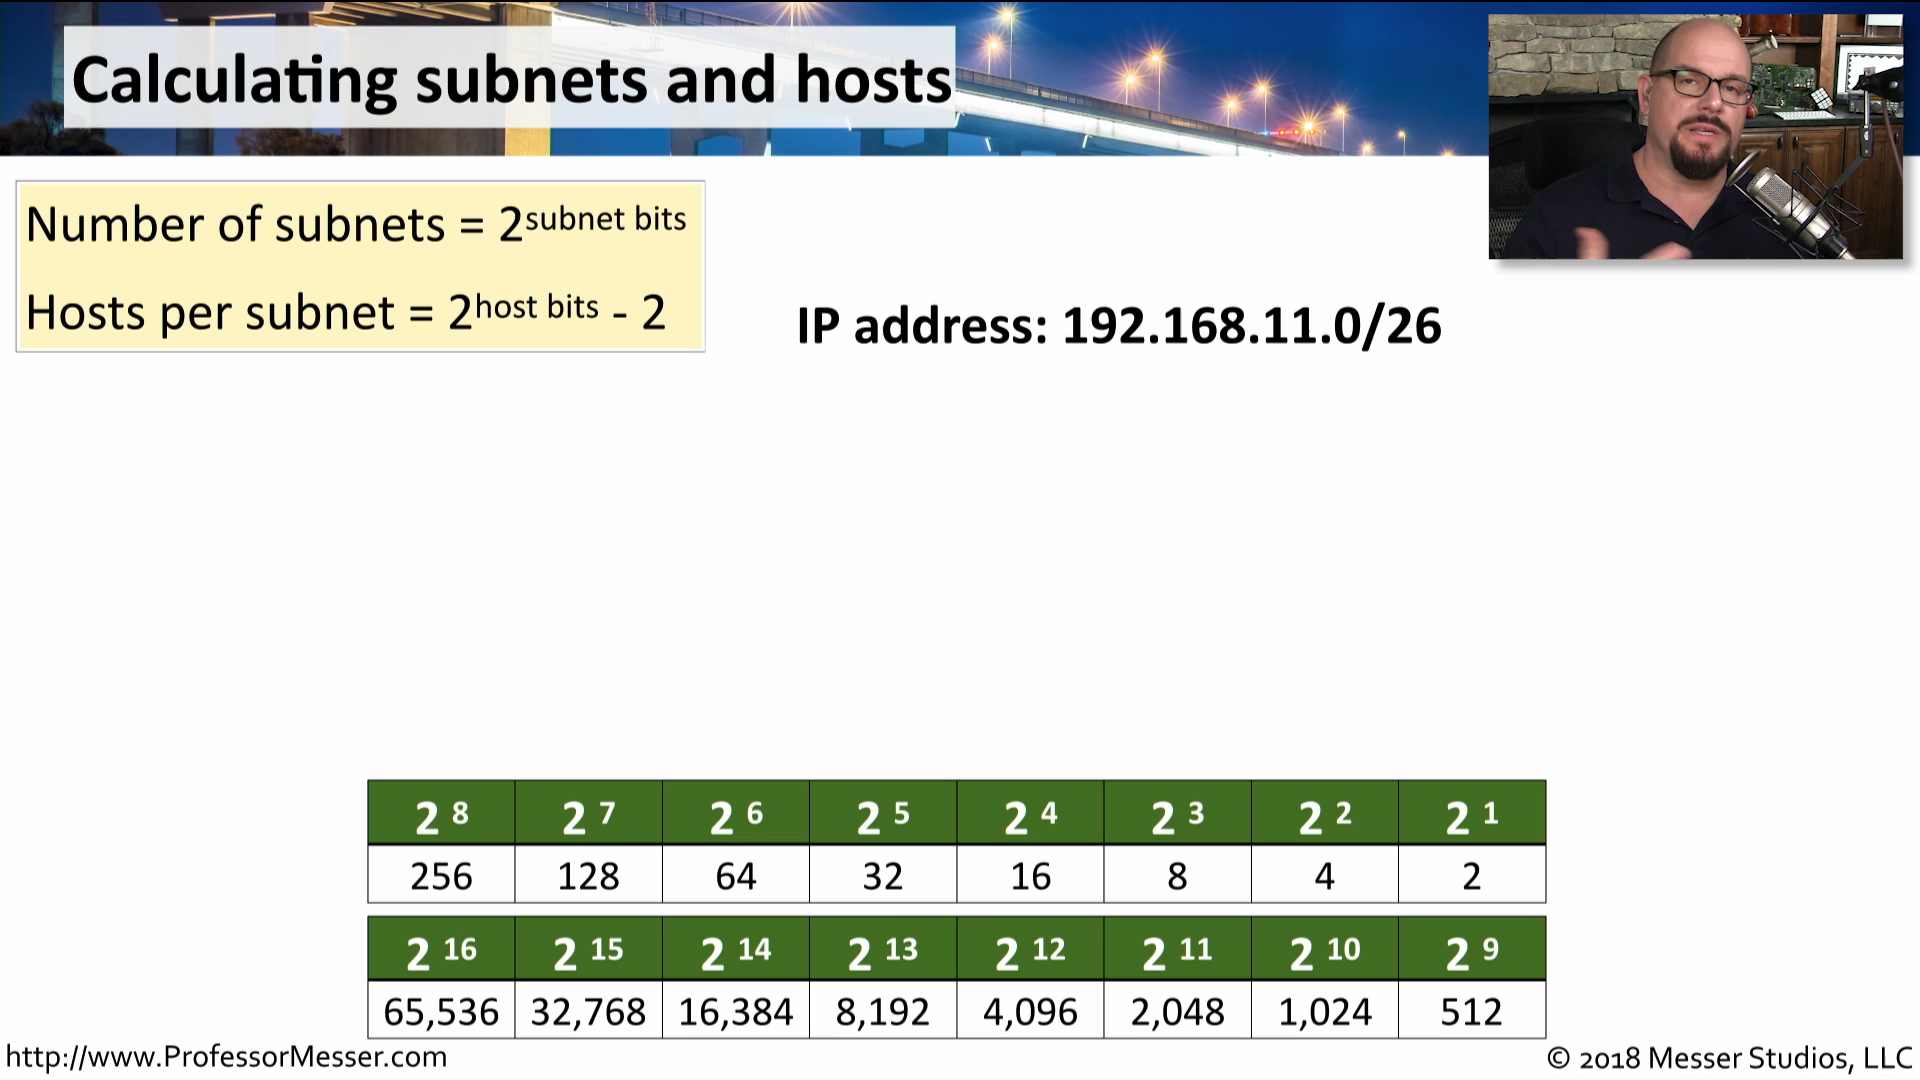 Calculating subnets and hosts
Number of subnets = 2^subnet bits
Hosts per subnet = 2^host bits - 2
IP address: 192.168.11.0/26
2 8 2 7 2 6 2 5 2 4 2 3 2 2 2 1
256 128 64 32 16 8 4 2
2 16 2 15 2 14 2 13 2 12 2 11 2 10 2 9
65,536 32,768 16,384 8,192 4,096 2,048 1,024 512
http://www.ProfessorMesser.com
© 2018 Messer Studios, LLC